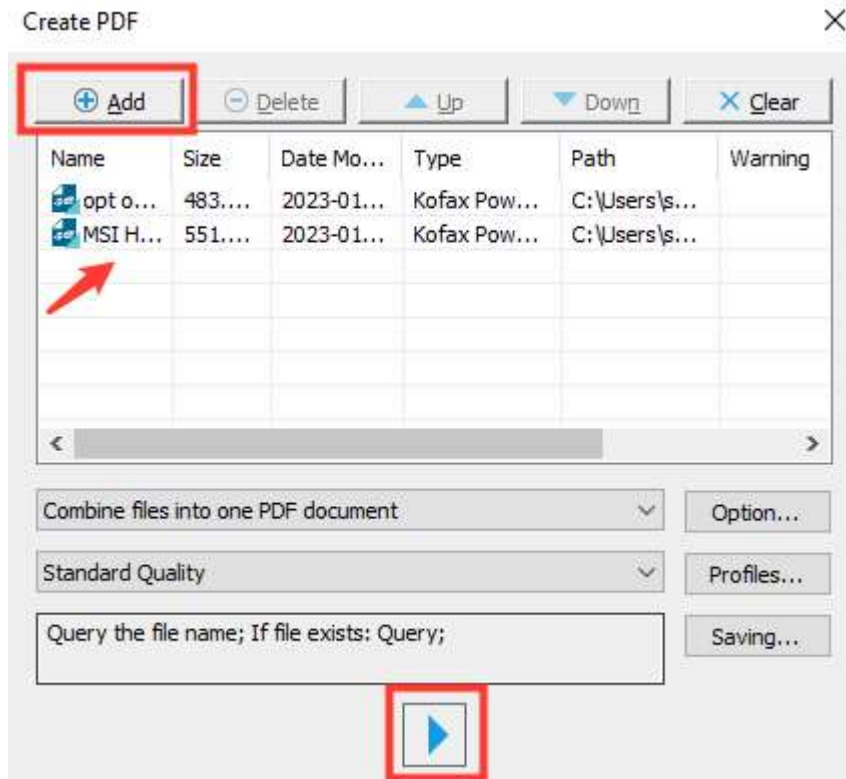 Create PDF
Add Delete Up Down Clear
Name Size Date Mo... Type Path Warning
opt o... 483.... 2023-01... Kofax Pow... C:\Users\s...
MSI H... 551.... 2023-01... Kofax Pow... C:\Users\s...
Combine files into one PDF document Option...
Standard Quality Profiles...
Query the file name; If file exists: Query; Saving...